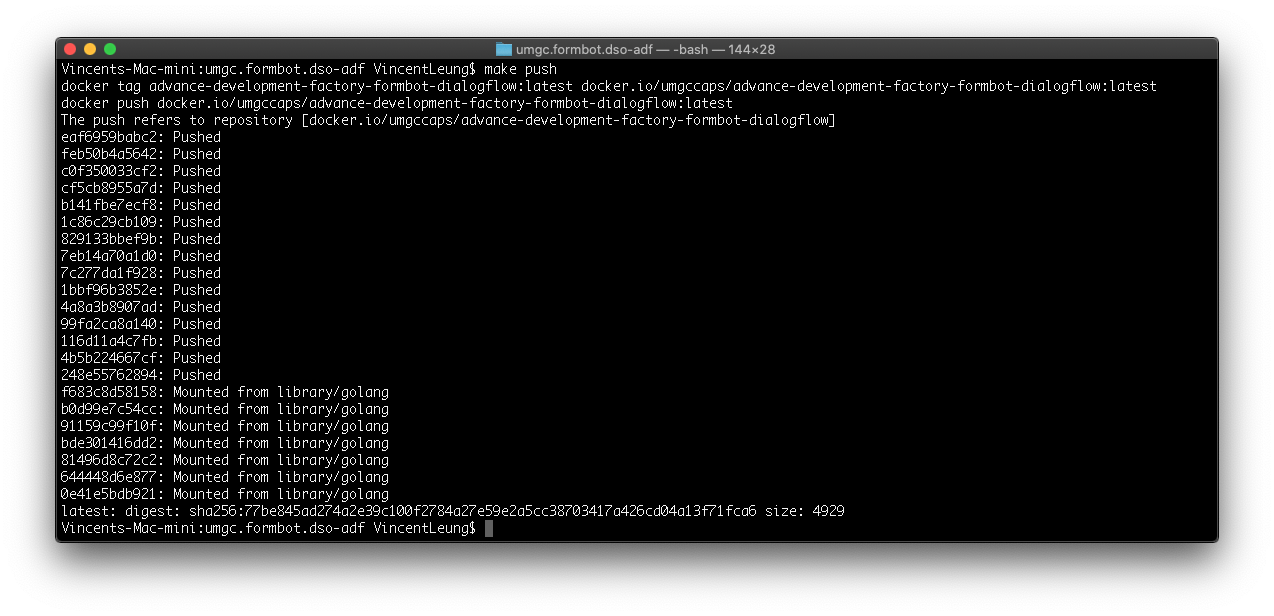 umgc.formbot.dso-adf — -bash — 144×28
Vincents-Mac-mini:umgc.formbot.dso-adf VincentLeung$ make push
docker tag advance-development-factory-formbot-dialogflow:latest docker.io/umgccaps/advance-development-factory-formbot-dialogflow:latest
docker push docker.io/umgccaps/advance-development-factory-formbot-dialogflow:latest
The push refers to repository [docker.io/umgccaps/advance-development-factory-formbot-dialogflow]
eaf6959babc2: Pushed
feb50b4a5642: Pushed
c0f350033cf2: Pushed
cf5cb8955a7d: Pushed
b141fbe7ecf8: Pushed
1c86c29cb109: Pushed
829133bbef9b: Pushed
7eb14a70a1d0: Pushed
7c277da1f928: Pushed
1bbf96b3852e: Pushed
4a8a3b8907ad: Pushed
99fa2ca8a140: Pushed
116d11a4c7fb: Pushed
4b5b224667cf: Pushed
248e55762894: Pushed
f683c8d58158: Mounted from library/golang
b0d99e7c54cc: Mounted from library/golang
91159c99f10f: Mounted from library/golang
bde301416dd2: Mounted from library/golang
81496d8c72c2: Mounted from library/golang
644448d6e877: Mounted from library/golang
0e41e5bdb921: Mounted from library/golang
latest: digest: sha256:77be845ad274a2e39c100f2784a27e59e2a5cc38703417a426cd04a13f71fca6 size: 4929
Vincents-Mac-mini:umgc.formbot.dso-adf VincentLeung$